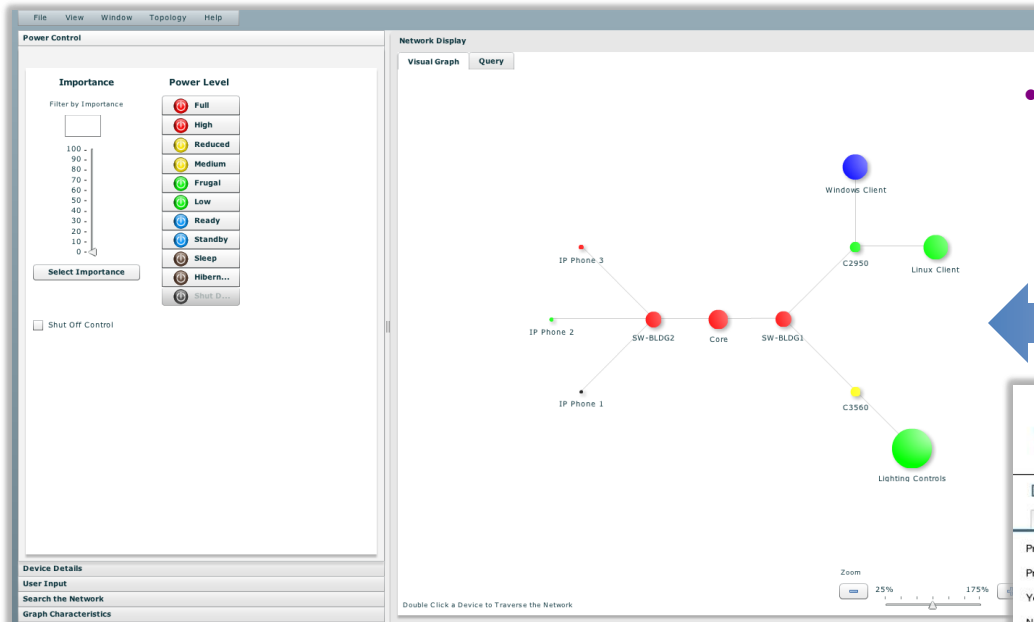 File View Window Topology Help
Power Control
Importance
Power Level
Filter by Importance
100
90
80
70
60
50
40
30
20
10
0
Select Importance
Full
High
Reduced
Medium
Frugal
Low
Ready
Standby
Sleep
Hibern...
Shut D...
Shut Off Control
Device Details
User Input
Search the Network
Graph Characteristics
Network Display
Visual Graph Query
Windows Client
IP Phone 3
C2950
Linux Client
IP Phone 2
SW-BLDG2
Core
SW-BLDG1
IP Phone 1
C3560
Lighting Controls
Zoom
25% 175%
Double Click a Device to Traverse the Network